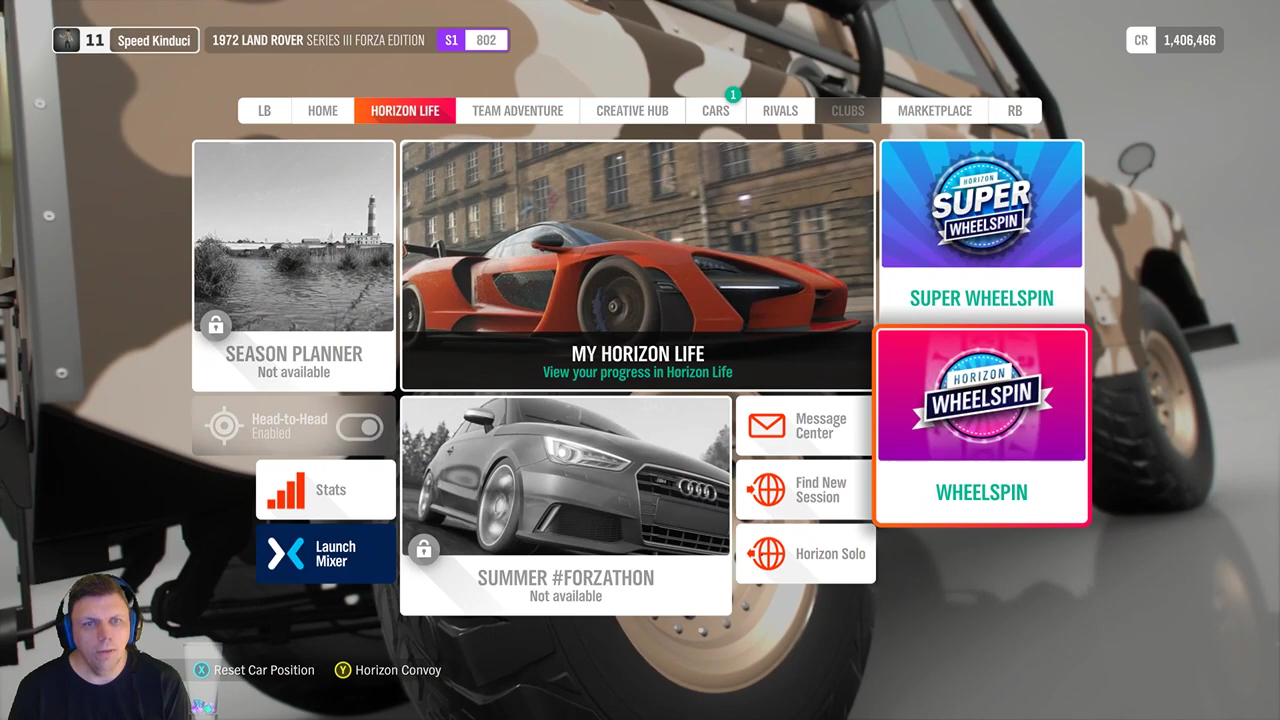 11 Speed Kinduci 1972 LAND ROVER SERIES III FORZA EDITION S1 802
CR 1,406,466
LB HOME HORIZON LIFE TEAM ADVENTURE CREATIVE HUB CARS 1 RIVALS CLUBS MARKETPLACE RB
SEASON PLANNER
Not available
MY HORIZON LIFE
View your progress in Horizon Life
HORIZON
SUPER
WHEELSPIN
SUPER WHEELSPIN
HORIZON
WHEELSPIN
WHEELSPIN
Head-to-Head
Enabled
Stats
Launch
Mixer
SUMMER #FORZATHON
Not available
Message
Center
Find New
Session
Horizon Solo
X Reset Car Position Y Horizon Convoy